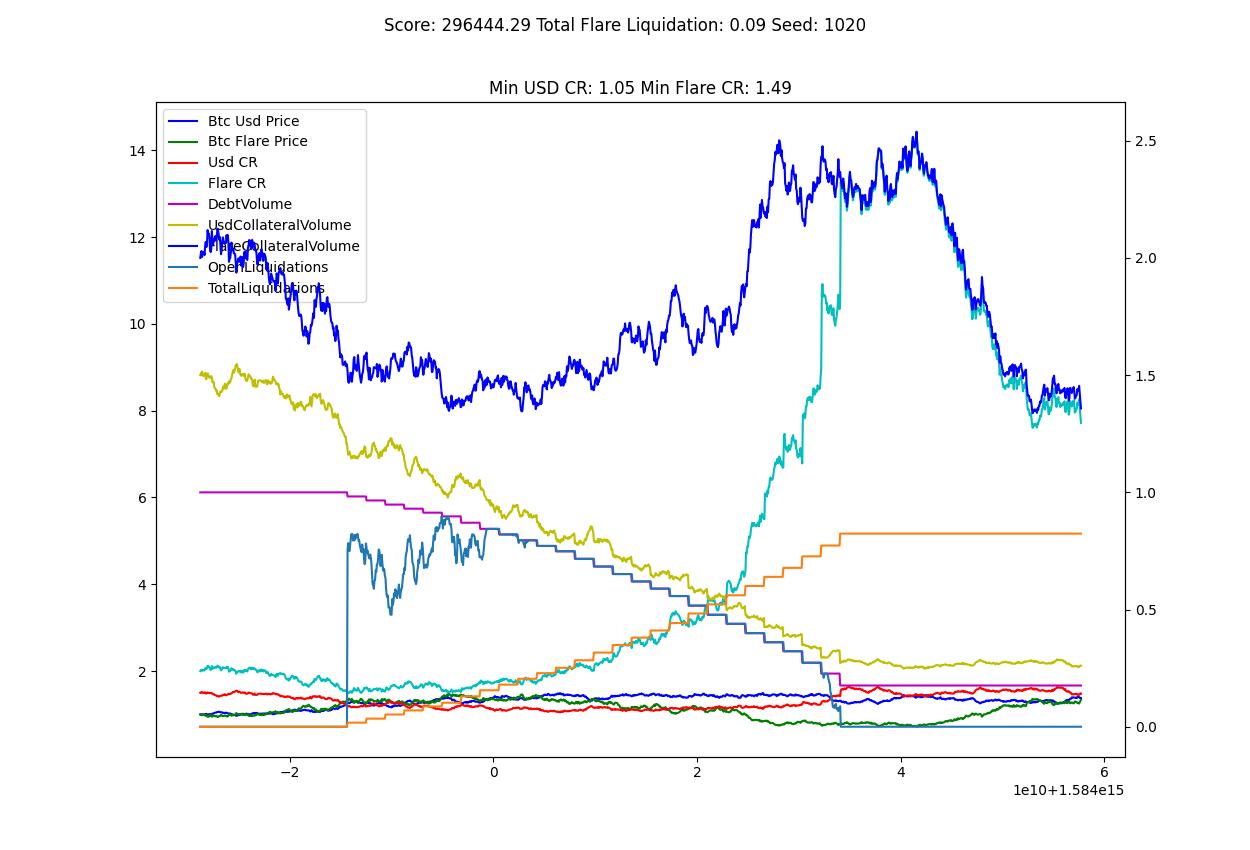 Score: 296444.29 Total Flare Liquidation: 0.09 Seed: 1020
Min USD CR: 1.05 Min Flare CR: 1.49
Btc Usd Price
Btc Flare Price
Usd CR
Flare CR
DebtVolume
UsdCollateralVolume
FlareCollateralVolume
OpenLiquidations
TotalLiquidations
14
12
10
8
6
4
2
2.5
2.0
1.5
1.0
0.5
0.0
−2
0
2
4
6
1e10+1.584e15